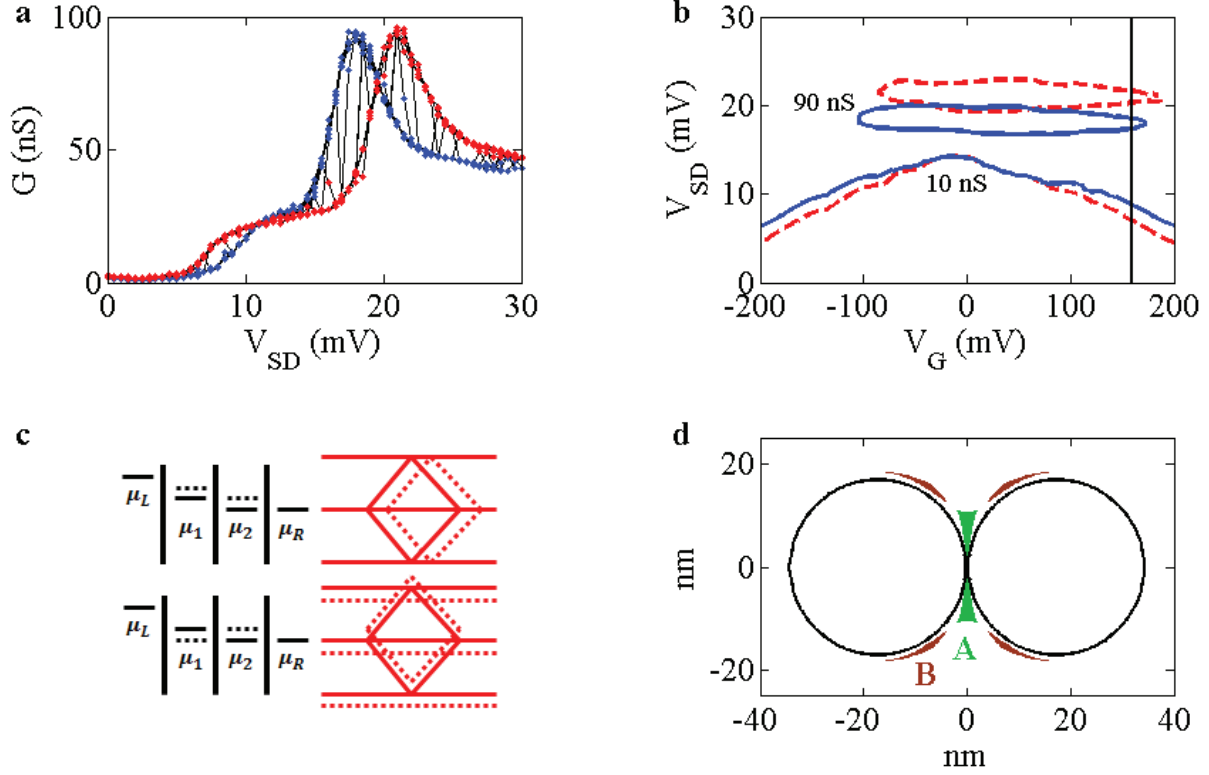 a
G (nS)
100
50
0
0 10 20 30
V_SD (mV)
b
V_SD (mV)
30
20
10
0
90 nS
10 nS
-200 -100 0 100 200
V_G (mV)
c
μ_L μ_1 μ_2 μ_R
μ_L μ_1 μ_2 μ_R
d
nm
20
0
-20
A
B
-40 -20 0 20 40
nm